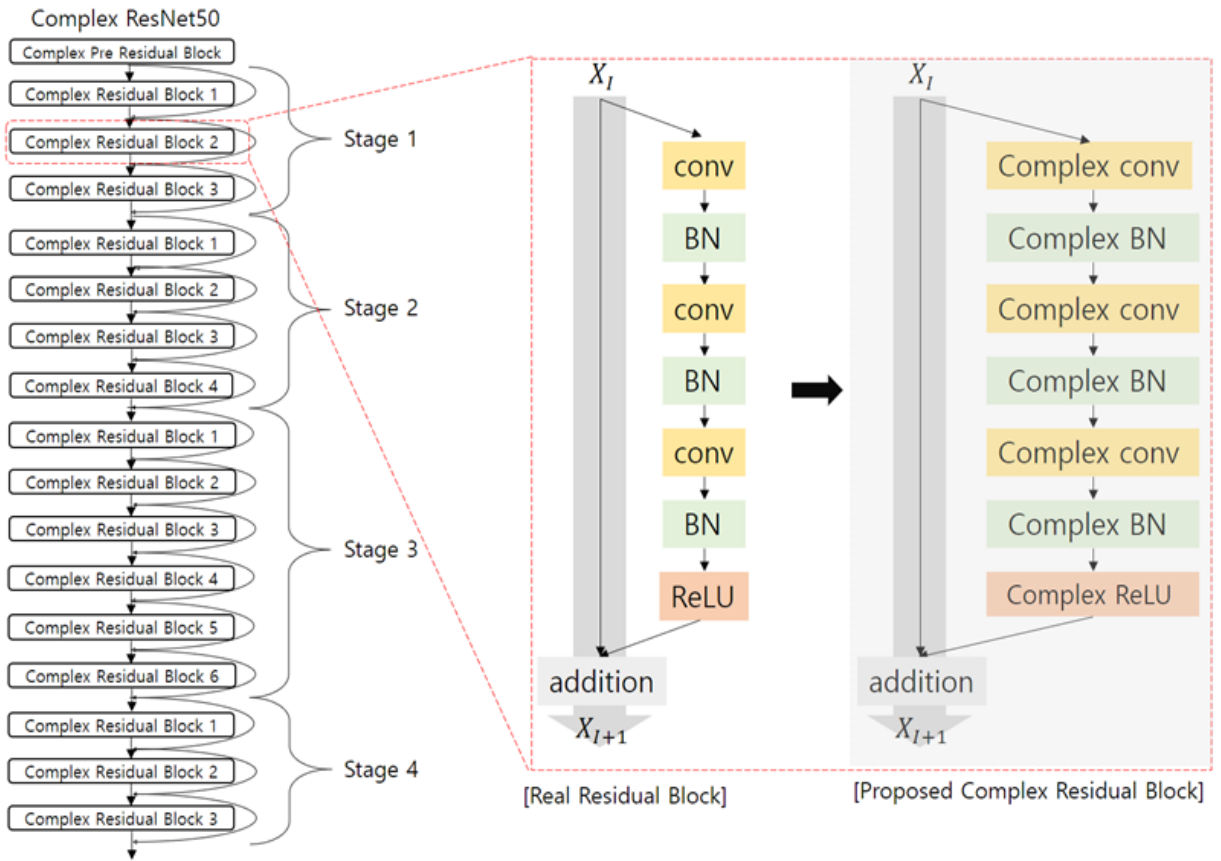 Complex ResNet50
Complex Pre Residual Block
Complex Residual Block 1
Complex Residual Block 2
Complex Residual Block 3
Stage 1
Complex Residual Block 1
Complex Residual Block 2
Complex Residual Block 3
Complex Residual Block 4
Stage 2
Complex Residual Block 1
Complex Residual Block 2
Complex Residual Block 3
Complex Residual Block 4
Complex Residual Block 5
Complex Residual Block 6
Stage 3
Complex Residual Block 1
Complex Residual Block 2
Complex Residual Block 3
Stage 4
X_I
conv
BN
conv
BN
conv
BN
ReLU
addition
X_{I+1}
[Real Residual Block]
X_I
Complex conv
Complex BN
Complex conv
Complex BN
Complex conv
Complex BN
Complex ReLU
addition
X_{I+1}
[Proposed Complex Residual Block]